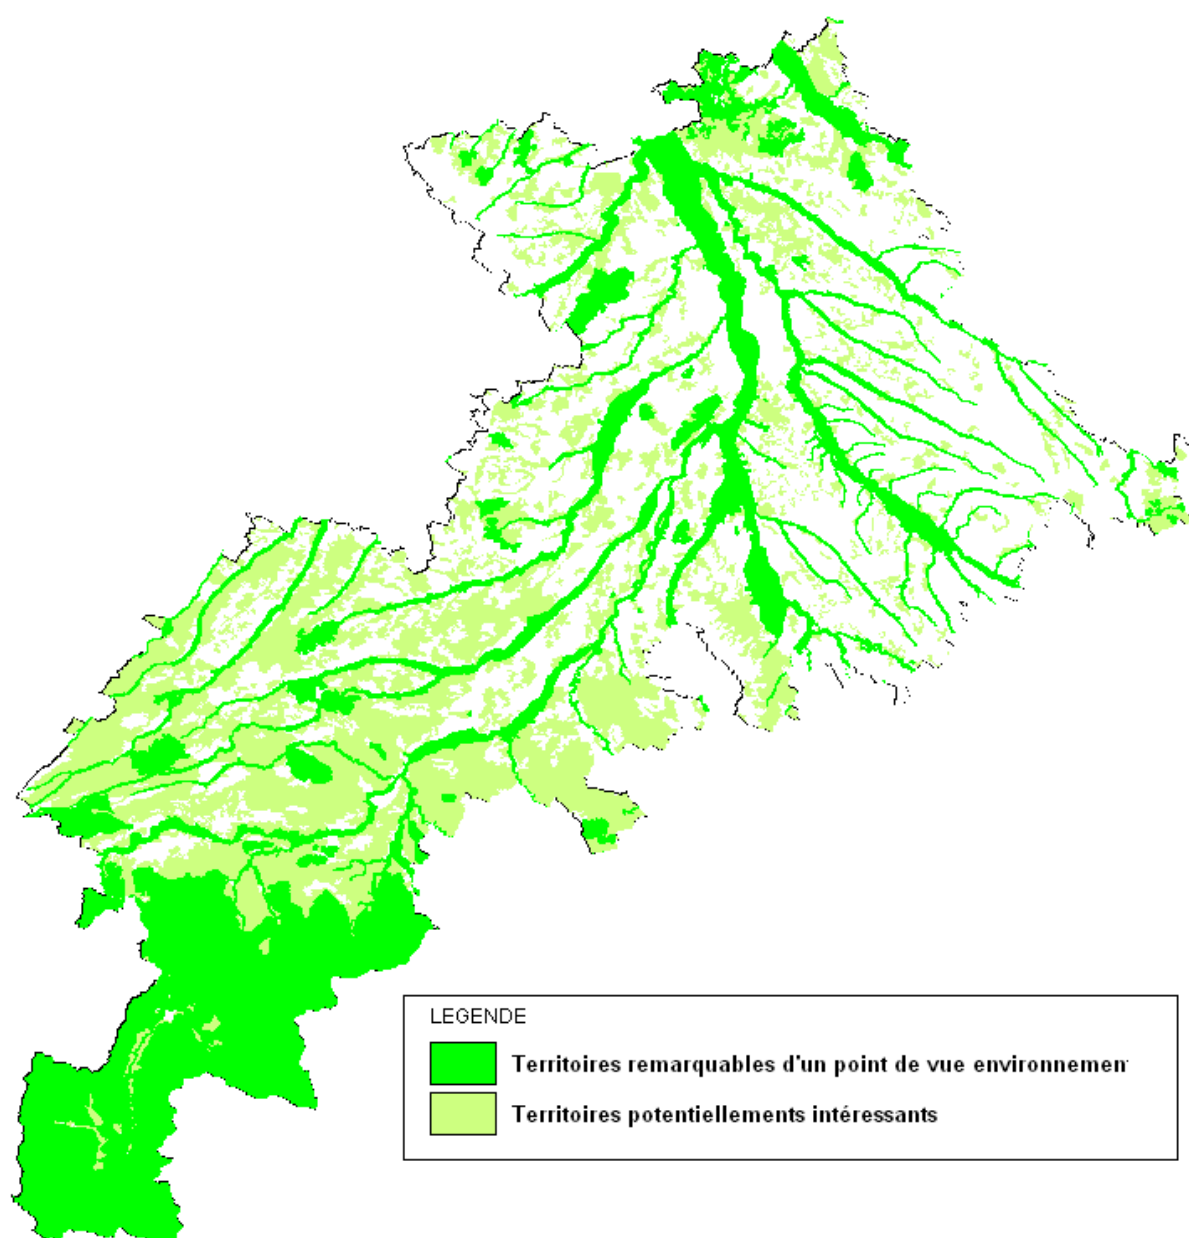 LEGENDE
Territoires remarquables d'un point de vue environnemen
Territoires potentiellements intéressants